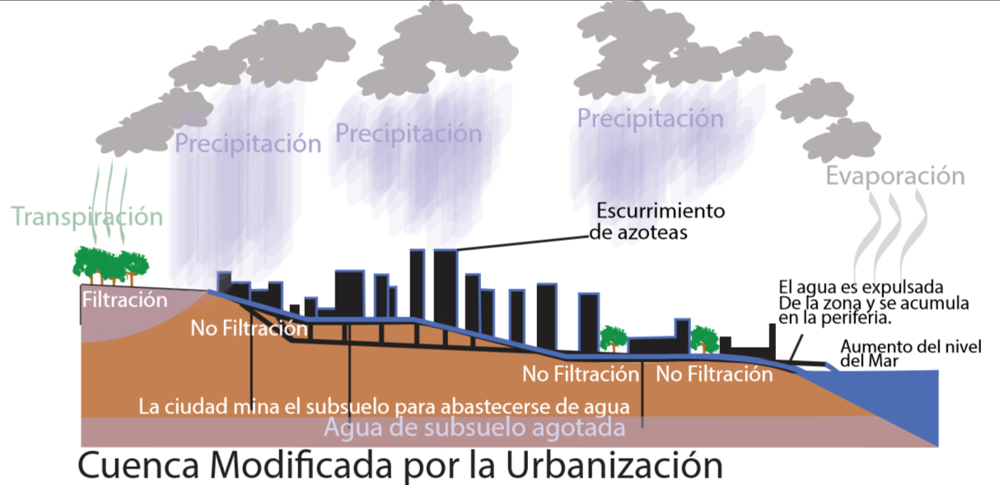 Precipitación
Precipitación
Precipitación
Evaporación
Transpiración
Escurrimiento
de azoteas
Filtración
No Filtración
El agua es expulsada
De la zona y se acumula
en la periferia.
Aumento del nivel
del Mar
No Filtración
No Filtración
La ciudad mina el subsuelo para abastecerse de agua
Agua de subsuelo agotada
Cuenca Modificada por la Urbanización